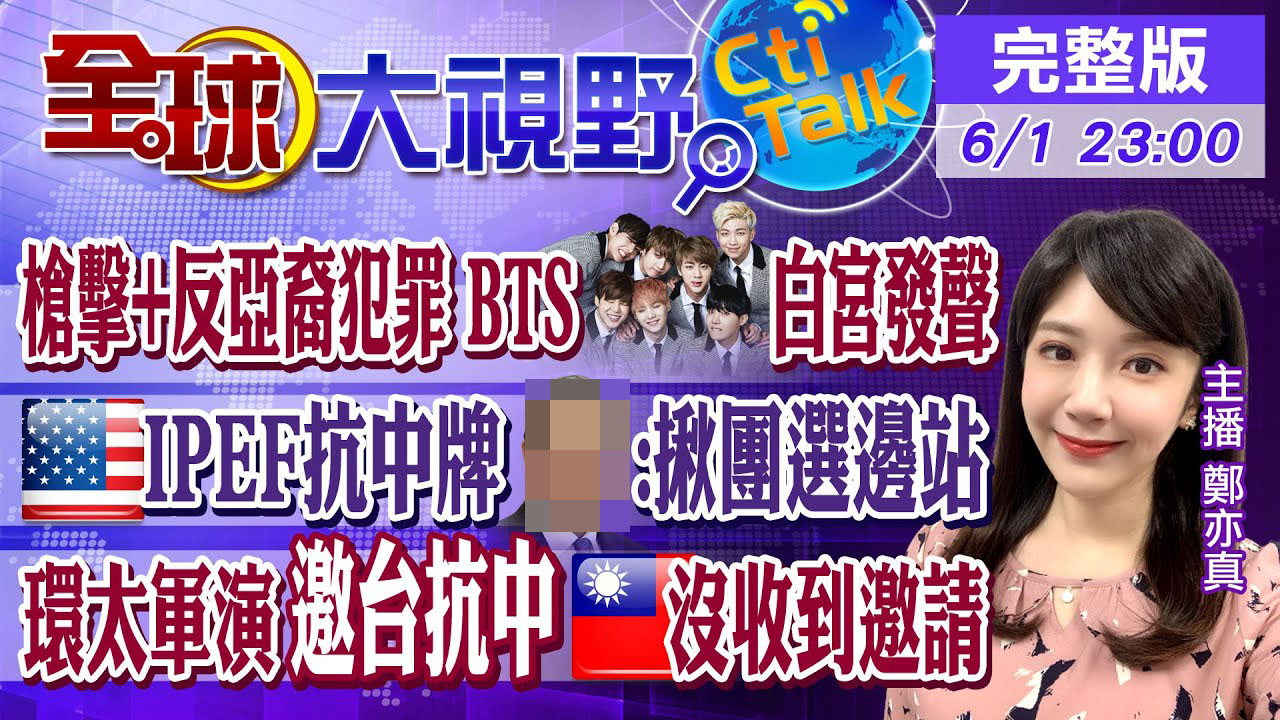 全球大視野
Cti
Talk
完整版
6/1 23:00
槍擊+反亞裔犯罪 BTS 白宮發聲
IPEF抗中牌 :揪團選邊站
環太軍演 邀台抗中 沒收到邀請
主播 鄭亦真